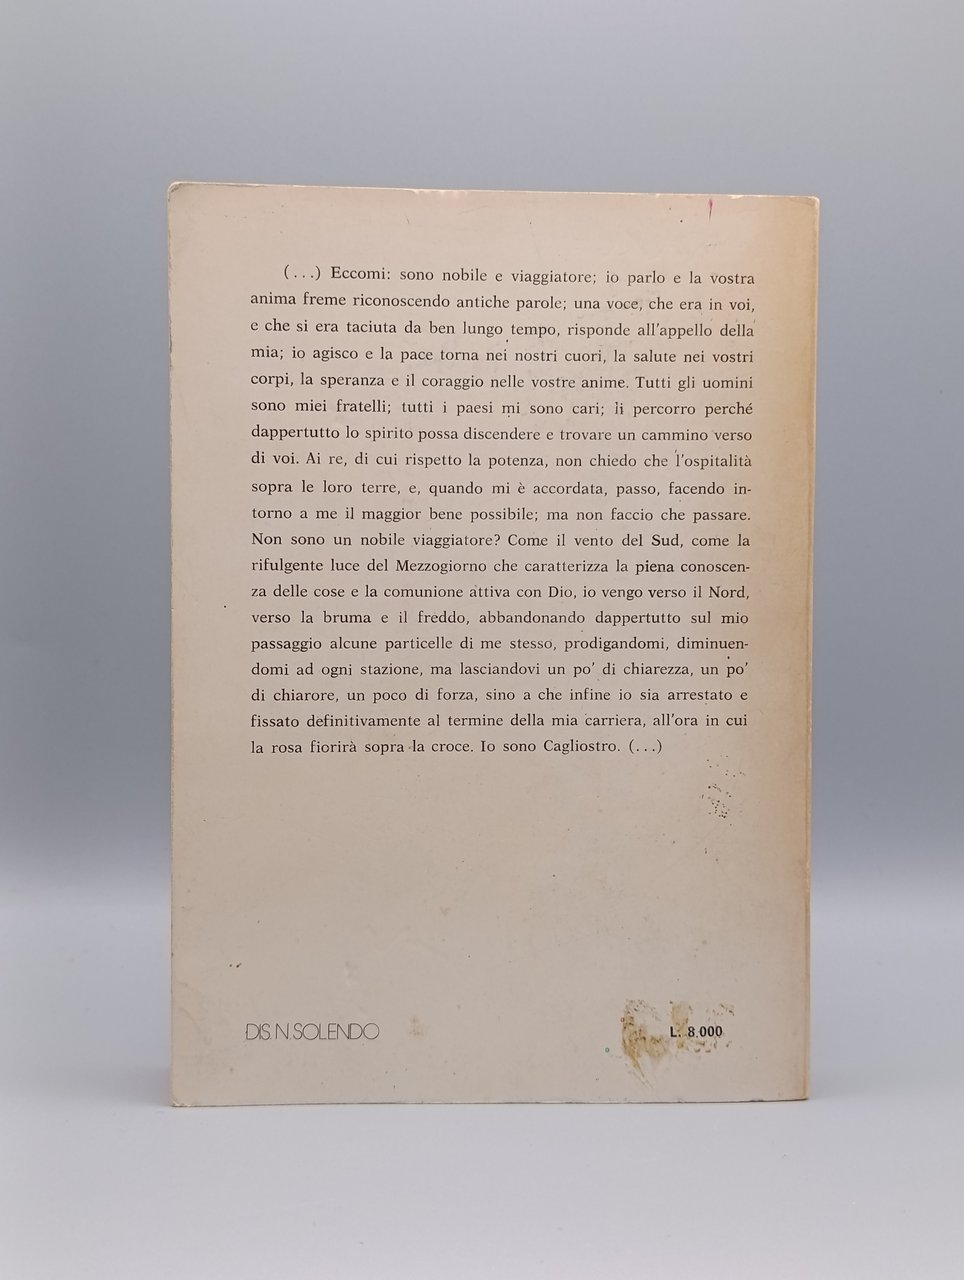 (...) Eccomi: sono nobile e viaggiatore; io parlo e la vostra
anima freme riconoscendo antiche parole; una voce, che era in voi,
e che si era taciuta da ben lungo tempo, risponde all'appello della
mia; io agisco e la pace torna nei nostri cuori, la salute nei vostri
corpi, la speranza e il coraggio nelle vostre anime. Tutti gli uomini
sono miei fratelli; tutti i paesi mi sono cari; li percorro perché
dappertutto lo spirito possa discendere e trovare un cammino verso
di voi. Ai re, di cui rispetto la potenza, non chiedo che l'ospitalità
sopra le loro terre, e, quando mi è accordata, passo, facendo in-
torno a me il maggior bene possibile; ma non faccio che passare.
Non sono un nobile viaggiatore? Come il vento del Sud, come la
rifulgente luce del Mezzogiorno che caratterizza la piena conoscen-
za delle cose e la comunione attiva con Dio, io vengo verso il Nord,
verso la bruma e il freddo, abbandonando dappertutto sul mio
passaggio alcune particelle di me stesso, prodigandomi, diminuen-
domi ad ogni stazione, ma lasciandovi un po' di chiarezza, un po'
di chiarore, un poco di forza, sino a che infine io sia arrestato e
fissato definitivamente al termine della mia carriera, all'ora in cui
la rosa fiorirà sopra la croce. Io sono Cagliostro. (...)
DIS. N. SOLENDO
L. 8.000